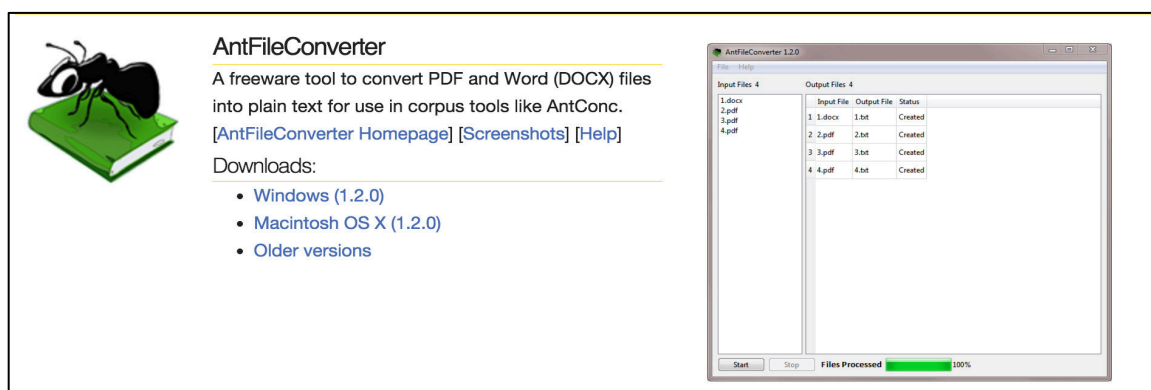 AntFileConverter
A freeware tool to convert PDF and Word (DOCX) files
into plain text for use in corpus tools like AntConc.
[AntFileConverter Homepage] [Screenshots] [Help]
Downloads:
• Windows (1.2.0)
• Macintosh OS X (1.2.0)
• Older versions
AntFileConverter 1.2.0
File Help
Input Files 4
1.docx
2.pdf
3.pdf
4.pdf
Output Files 4
Input File Output File Status
1 1.docx 1.txt Created
2 2.pdf 2.txt Created
3 3.pdf 3.txt Created
4 4.pdf 4.txt Created
Start Stop Files Processed 100%